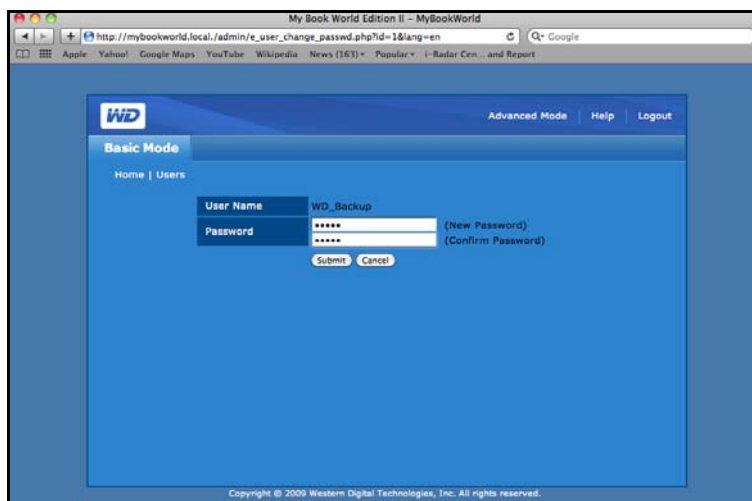 My Book World Edition II – MyBookWorld
http://mybookworld.local./admin/e_user_change_passwd.php?id=1&lang=en
Google
Apple Yahoo! Google Maps YouTube Wikipedia News (163) Popular i-Radar Cen... and Report
WD
Advanced Mode Help Logout
Basic Mode
Home | Users
User Name WD_Backup
Password ••••• (New Password)
••••• (Confirm Password)
Submit Cancel
Copyright © 2009 Western Digital Technologies, Inc. All rights reserved.